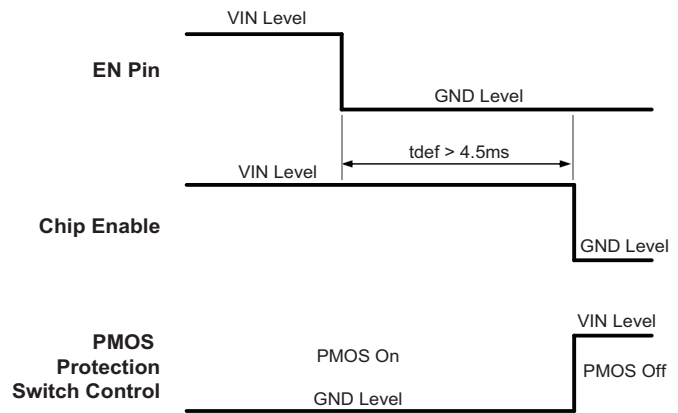 VIN Level
EN Pin
GND Level
tdef > 4.5ms
VIN Level
Chip Enable
GND Level
VIN Level
PMOS
Protection
Switch Control
PMOS On
PMOS Off
GND Level